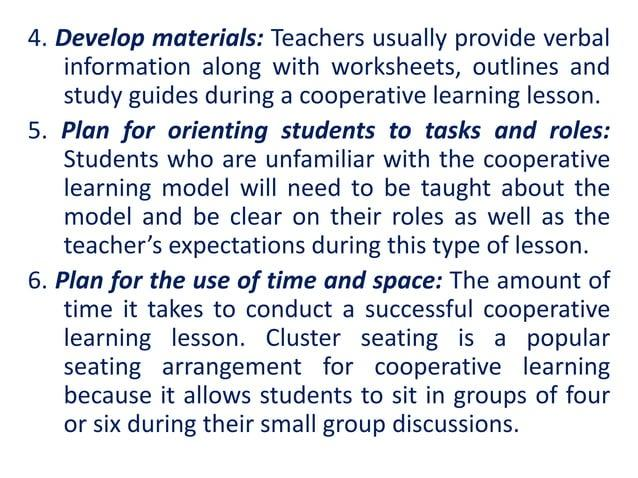 4. Develop materials: Teachers usually provide verbal
information along with worksheets, outlines and
study guides during a cooperative learning lesson.
5. Plan for orienting students to tasks and roles:
Students who are unfamiliar with the cooperative
learning model will need to be taught about the
model and be clear on their roles as well as the
teacher’s expectations during this type of lesson.
6. Plan for the use of time and space: The amount of
time it takes to conduct a successful cooperative
learning lesson. Cluster seating is a popular
seating arrangement for cooperative learning
because it allows students to sit in groups of four
or six during their small group discussions.